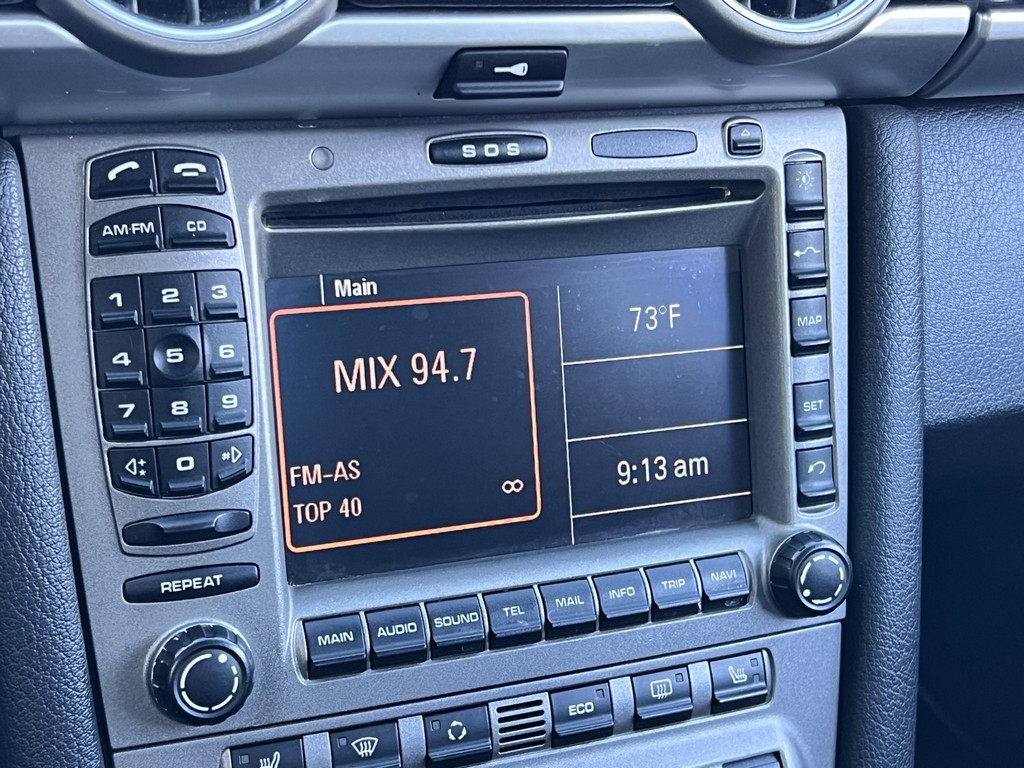 SOS
AM·FM CD
1 2 3
4 5 6
7 8 9
* 0 #
REPEAT
Main
MIX 94.7
FM-AS
TOP 40
73°F
9:13 am
MAP
SET
MAIN AUDIO SOUND TEL MAIL INFO TRIP NAVI
ECO